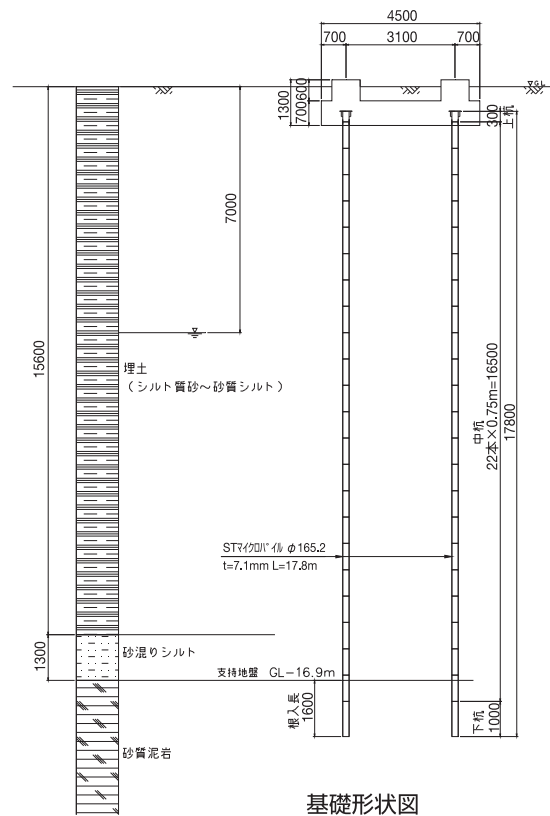 4500
700
3100
700
GL
1300
600
700
300
上杭
7000
15600
埋土
(シルト質砂～砂質シルト)
中杭
22本×0.75m=16500
17800
STマイクロパイル φ165.2
t=7.1mm L=17.8m
砂混りシルト
1300
支持地盤 GL-16.9m
根入長
1600
下杭
1000
砂質泥岩
基礎形状図